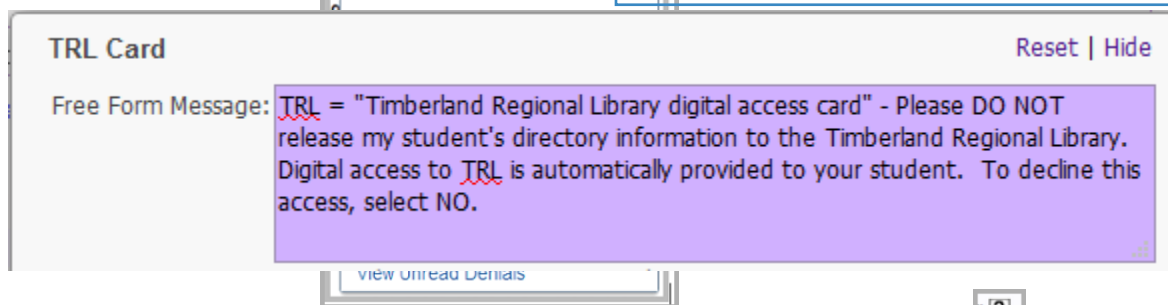 TRL Card
Reset | Hide
Free Form Message:
TRL = "Timberland Regional Library digital access card" - Please DO NOT
release my student's directory information to the Timberland Regional Library.
Digital access to TRL is automatically provided to your student.  To decline this
access, select NO.
View Unread Denials